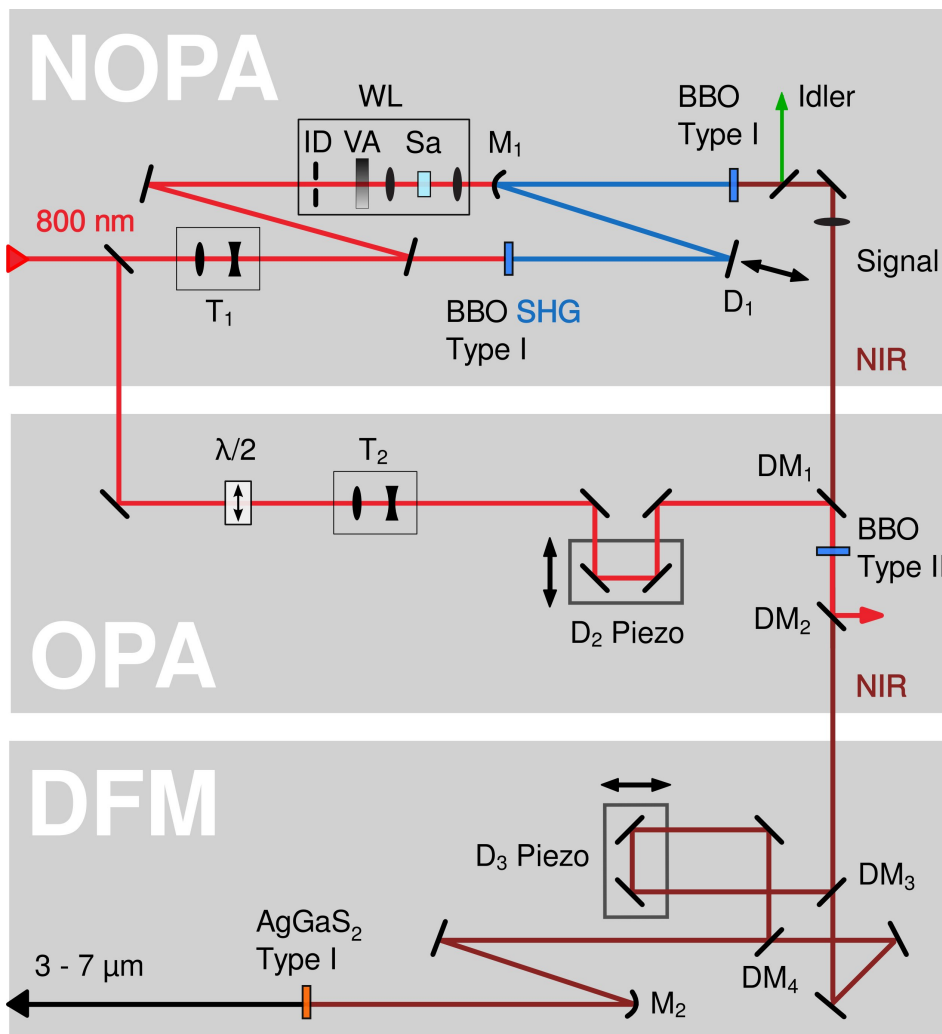 NOPA
WL
ID VA Sa
M₁
BBO
Type I
Idler
800 nm
T₁
BBO SHG
Type I
D₁
Signal
NIR
λ/2
T₂
DM₁
BBO
Type II
D₂ Piezo
DM₂
OPA
NIR
DFM
D₃ Piezo
DM₃
AgGaS₂
Type I
3 - 7 µm
DM₄
M₂